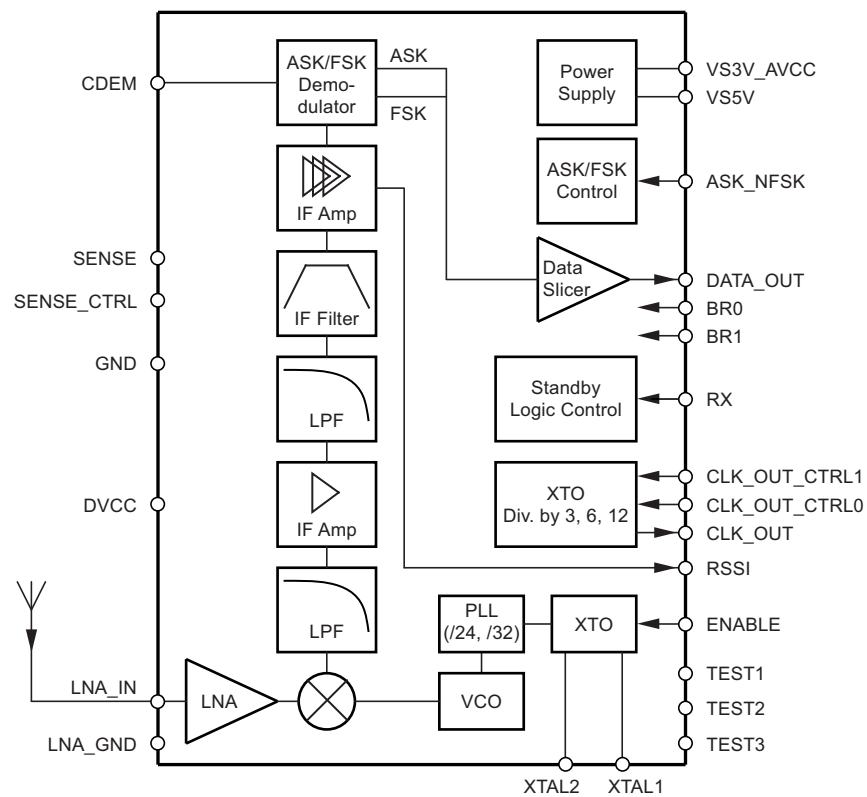 CDEM
SENSE
SENSE_CTRL
GND
DVCC
LNA_IN
LNA_GND
ASK/FSK
Demo-
dulator
ASK
FSK
IF Amp
IF Filter
LPF
IF Amp
LPF
LNA
VCO
PLL
(/24, /32)
XTO
Power
Supply
ASK/FSK
Control
Data
Slicer
Standby
Logic Control
XTO
Div. by 3, 6, 12
VS3V_AVCC
VS5V
ASK_NFSK
DATA_OUT
BR0
BR1
RX
CLK_OUT_CTRL1
CLK_OUT_CTRL0
CLK_OUT
RSSI
ENABLE
TEST1
TEST2
TEST3
XTAL2
XTAL1